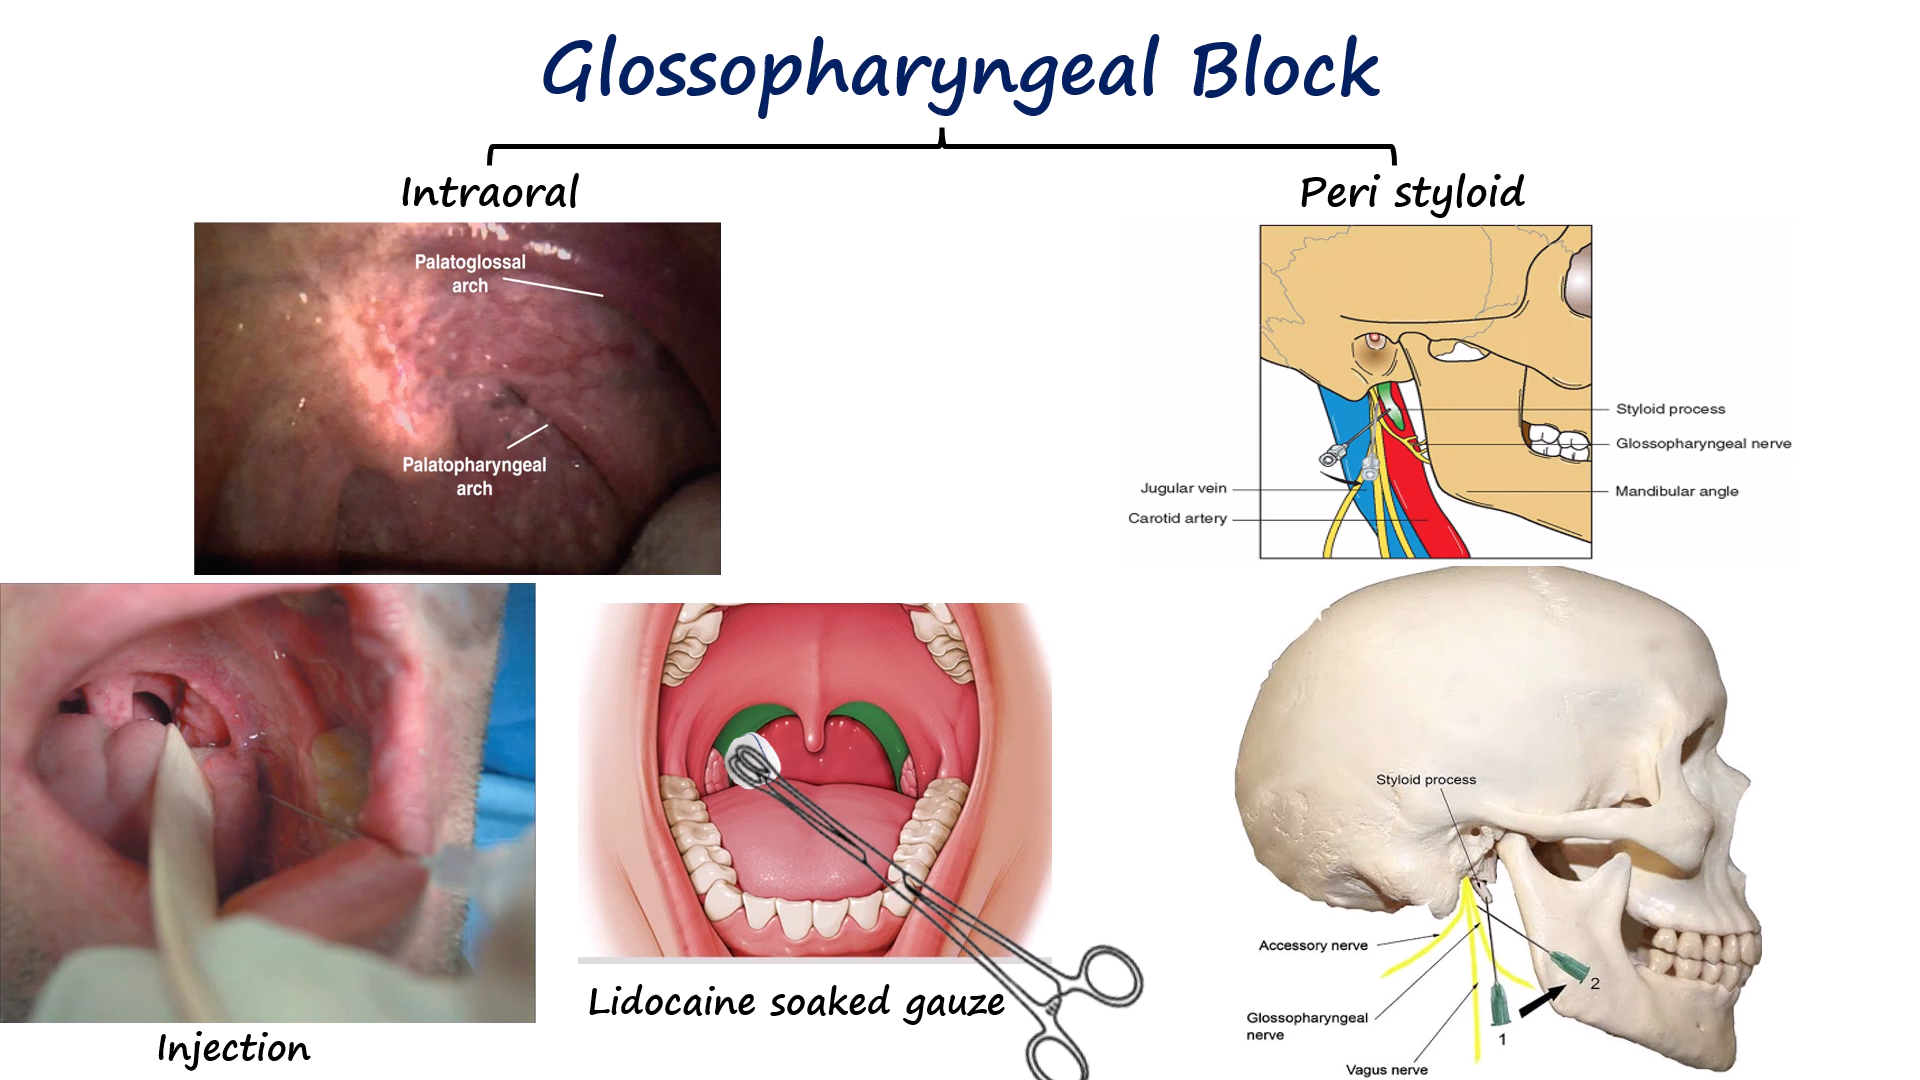 Glossopharyngeal Block
Intraoral
Peri styloid
Palatoglossal
arch
Palatopharyngeal
arch
Styloid process
Glossopharyngeal nerve
Mandibular angle
Jugular vein
Carotid artery
Injection
Lidocaine soaked gauze
Styloid process
Accessory nerve
Glossopharyngeal
nerve
Vagus nerve
1
2